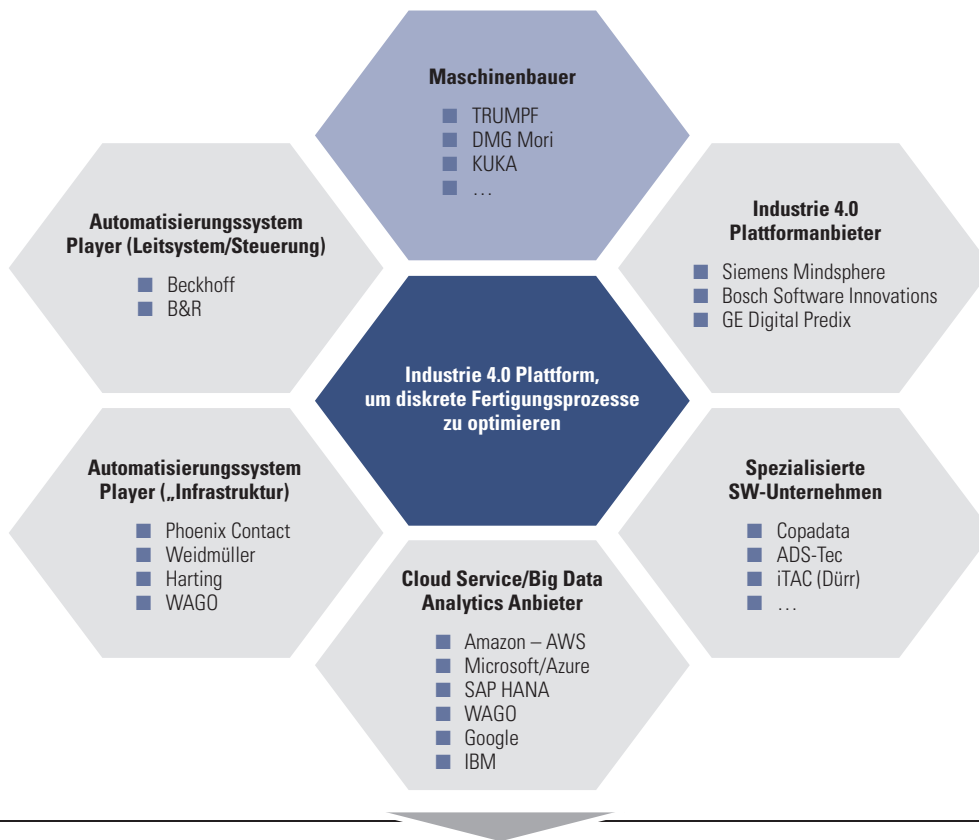 Maschinenbauer
TRUMPF
DMG Mori
KUKA
…
Automatisierungssystem
Player (Leitsystem/Steuerung)
Beckhoff
B&R
Industrie 4.0
Plattformanbieter
Siemens Mindsphere
Bosch Software Innovations
GE Digital Predix
Industrie 4.0 Plattform,
um diskrete Fertigungsprozesse
zu optimieren
Automatisierungssystem
Player („Infrastruktur)
Phoenix Contact
Weidmüller
Harting
WAGO
Spezialisierte
SW-Unternehmen
Copadata
ADS-Tec
iTAC (Dürr)
…
Cloud Service/Big Data
Analytics Anbieter
Amazon – AWS
Microsoft/Azure
SAP HANA
WAGO
Google
IBM